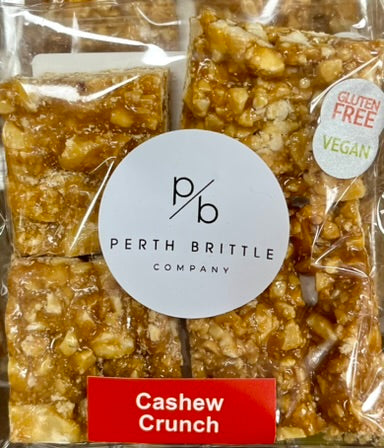 GLUTEN
FREE
VEGAN
p/b
PERTH BRITTLE
COMPANY
Cashew
Crunch